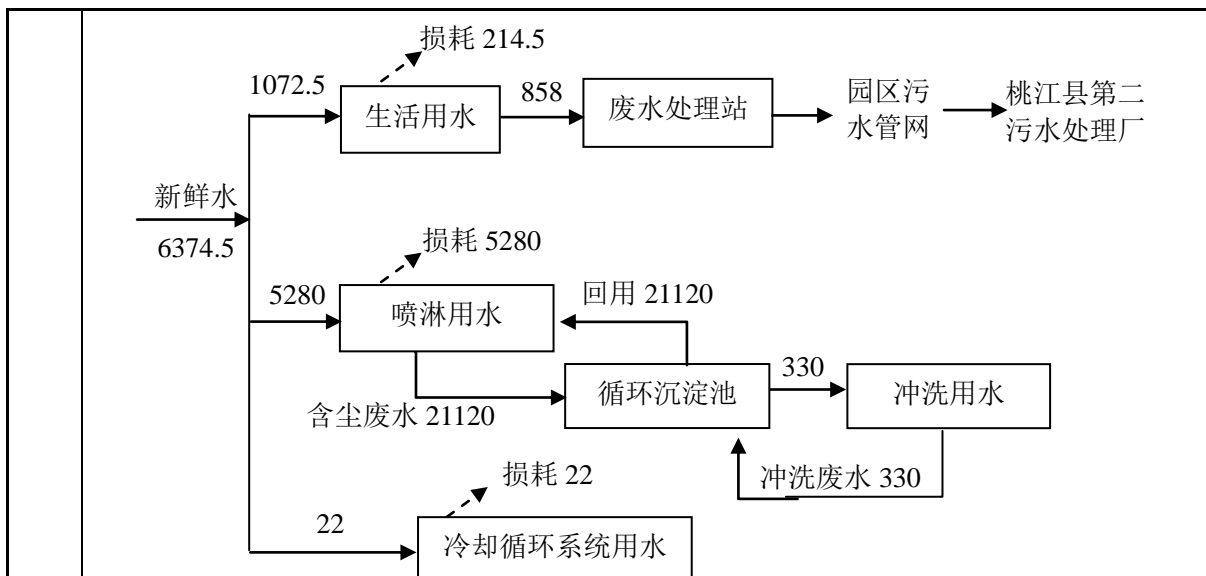 损耗 214.5
1072.5
生活用水
858
废水处理站
园区污
水管网
桃江县第二
污水处理厂
新鲜水
6374.5
损耗 5280
5280
喷淋用水
回用 21120
含尘废水 21120
循环沉淀池
330
冲洗用水
冲洗废水 330
损耗 22
22
冷却循环系统用水